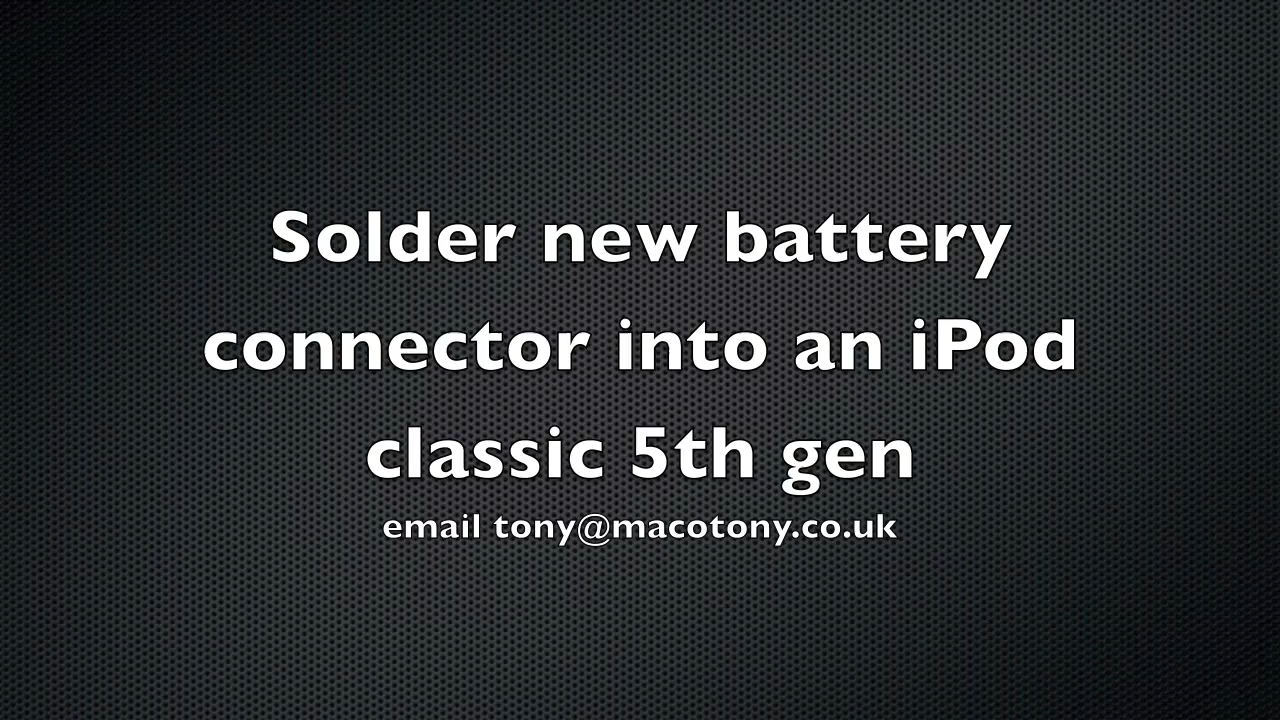 Solder new battery
connector into an iPod
classic 5th gen
email tony@macotony.co.uk